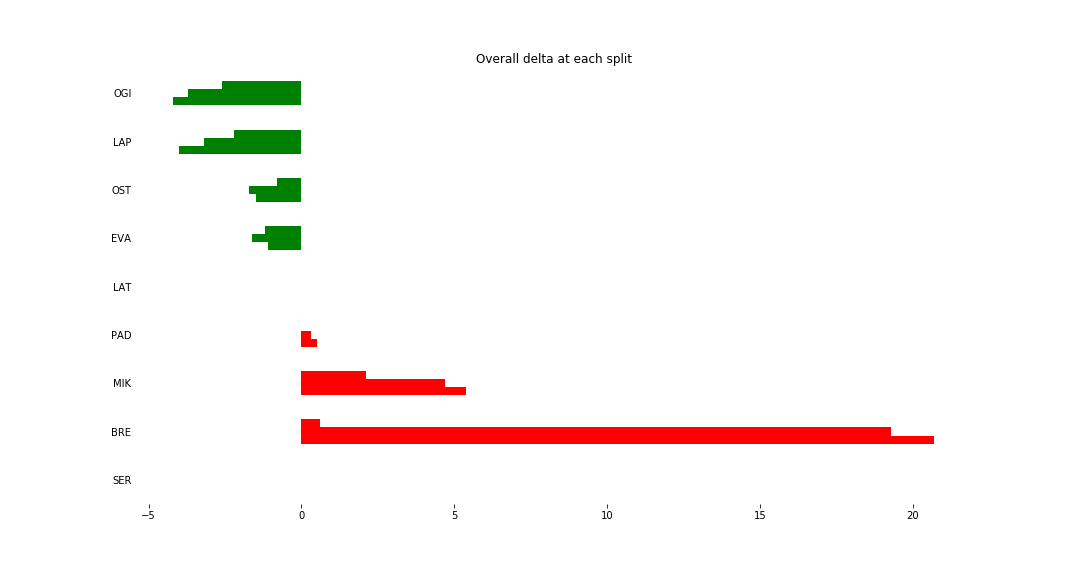 Overall delta at each split
OGI
LAP
OST
EVA
LAT
PAD
MIK
BRE
SER
−5 0 5 10 15 20